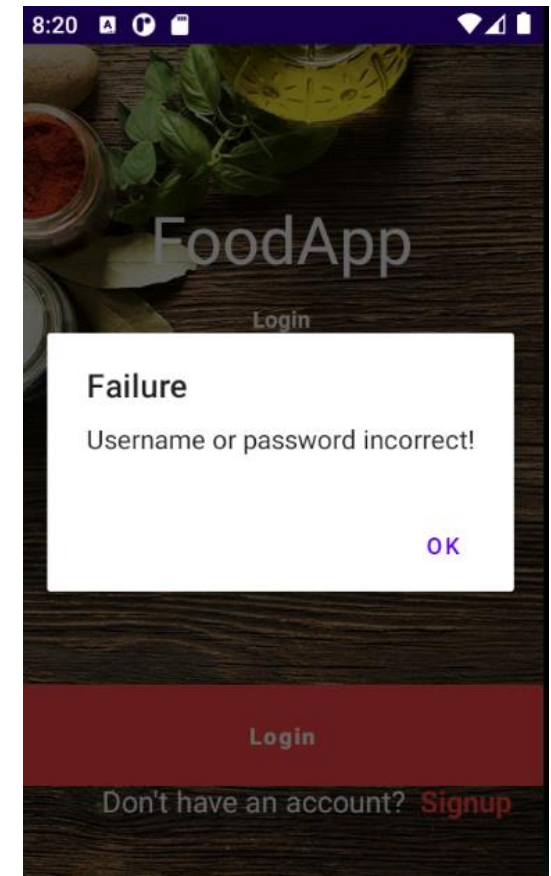 8:20
FoodApp
Login
Failure
Username or password incorrect!
OK
Login
Don't have an account? Signup